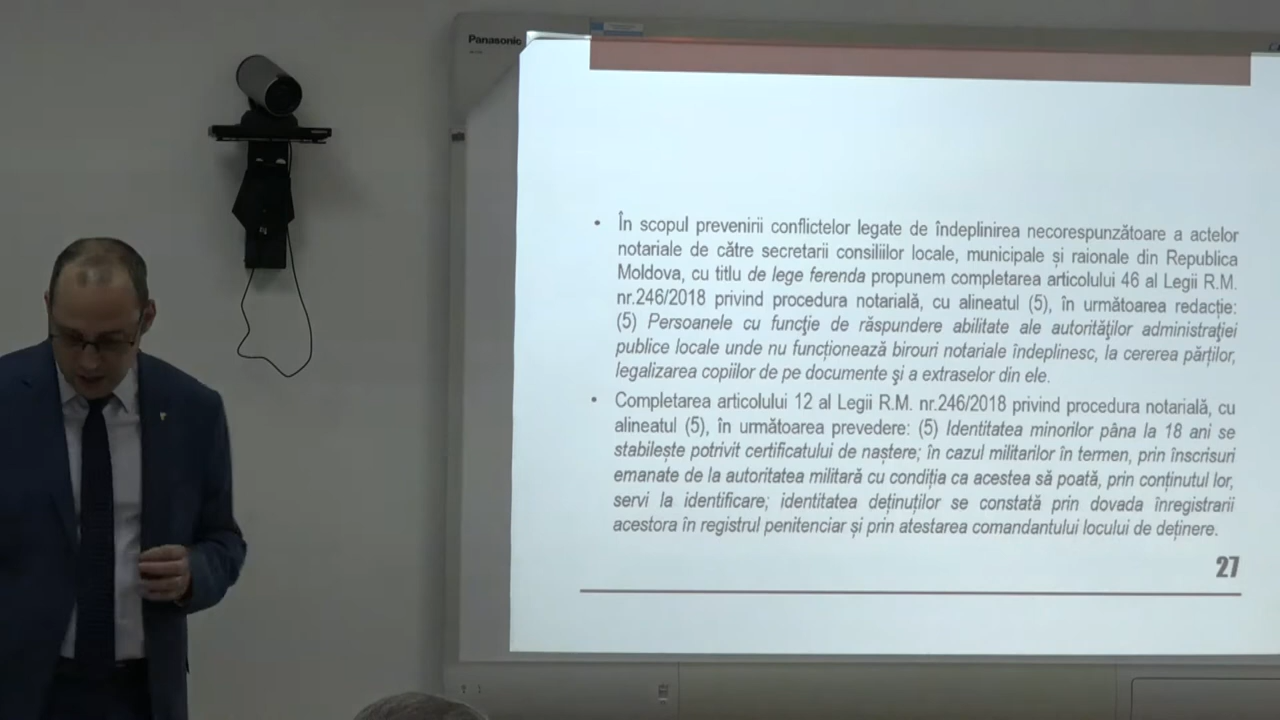 Panasonic
• În scopul prevenirii conflictelor legate de îndeplinirea necorespunzătoare a actelor
notariale de către secretarii consiliilor locale, municipale și raionale din Republica
Moldova, cu titlu de lege ferenda propunem completarea articolului 46 al Legii R.M.
nr.246/2018 privind procedura notarială, cu alineatul (5), în următoarea redacție:
(5) Persoanele cu funcţie de răspundere abilitate ale autorităţilor administraţiei
publice locale unde nu funcționează birouri notariale îndeplinesc, la cererea părților,
legalizarea copiilor de pe documente şi a extraselor din ele.
• Completarea articolului 12 al Legii R.M. nr.246/2018 privind procedura notarială, cu
alineatul (5), în următoarea prevedere: (5) Identitatea minorilor pâna la 18 ani se
stabilește potrivit certificatului de naștere; în cazul militarilor în termen, prin înscrisuri
emanate de la autoritatea militară cu condiția ca acestea să poată, prin conținutul lor,
servi la identificare; identitatea deținuților se constată prin dovada înregistrarii
acestora în registrul penitenciar și prin atestarea comandantului locului de deținere.
27